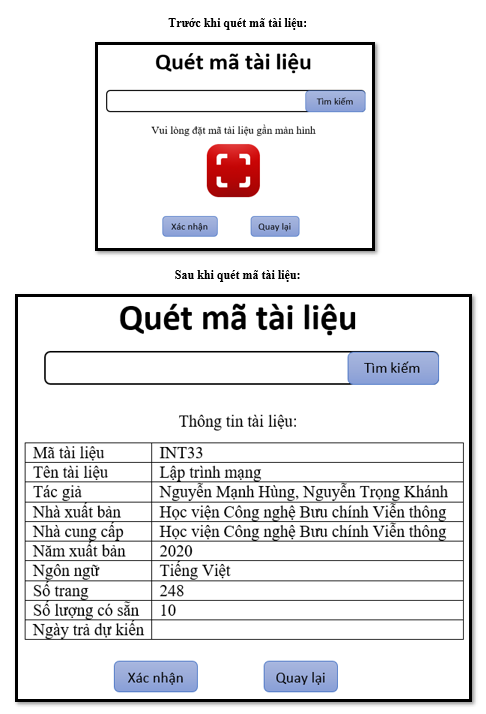 Trước khi quét mã tài liệu:
Quét mã tài liệu
Tìm kiếm
Vui lòng đặt mã tài liệu gần màn hình
Xác nhận Quay lại
Sau khi quét mã tài liệu:
Quét mã tài liệu
Tìm kiếm
Thông tin tài liệu:
Mã tài liệu INT33
Tên tài liệu Lập trình mạng
Tác giả Nguyễn Mạnh Hùng, Nguyễn Trọng Khánh
Nhà xuất bản Học viện Công nghệ Bưu chính Viễn thông
Nhà cung cấp Học viện Công nghệ Bưu chính Viễn thông
Năm xuất bản 2020
Ngôn ngữ Tiếng Việt
Số trang 248
Số lượng có sẵn 10
Ngày trả dự kiến
Xác nhận Quay lại